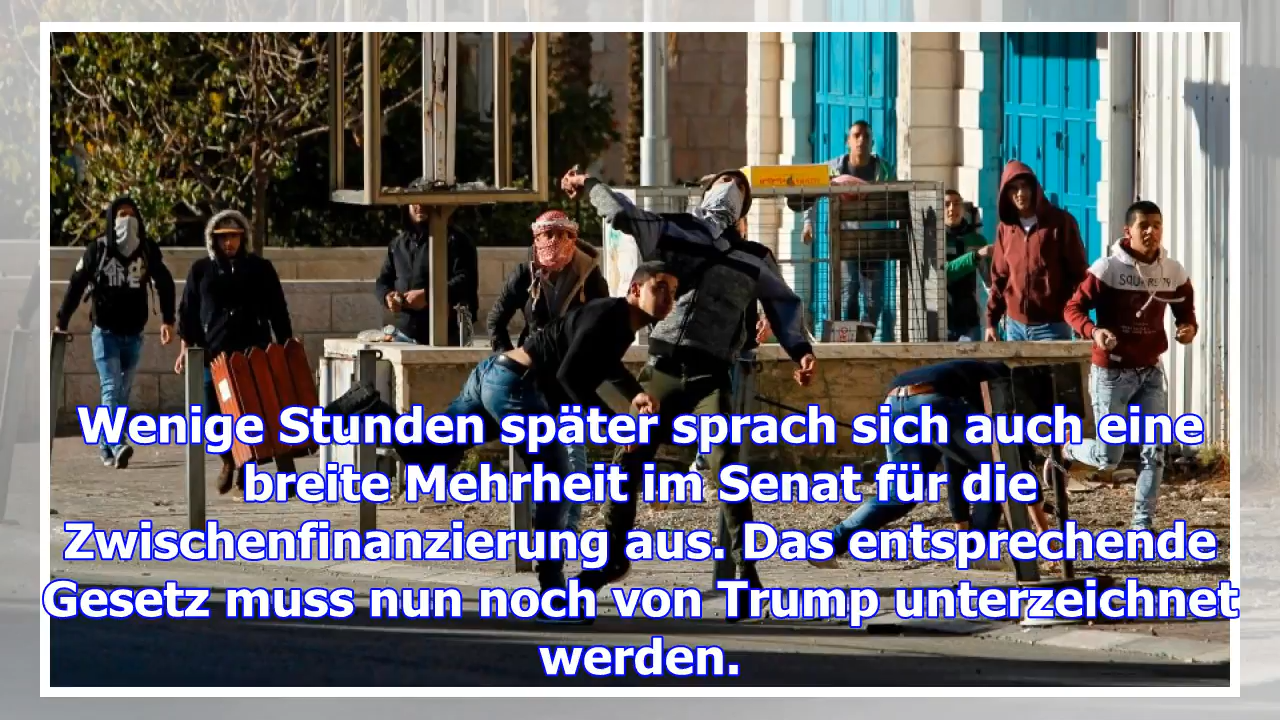 Wenige Stunden später sprach sich auch eine
breite Mehrheit im Senat für die
Zwischenfinanzierung aus. Das entsprechende
Gesetz muss nun noch von Trump unterzeichnet
werden.